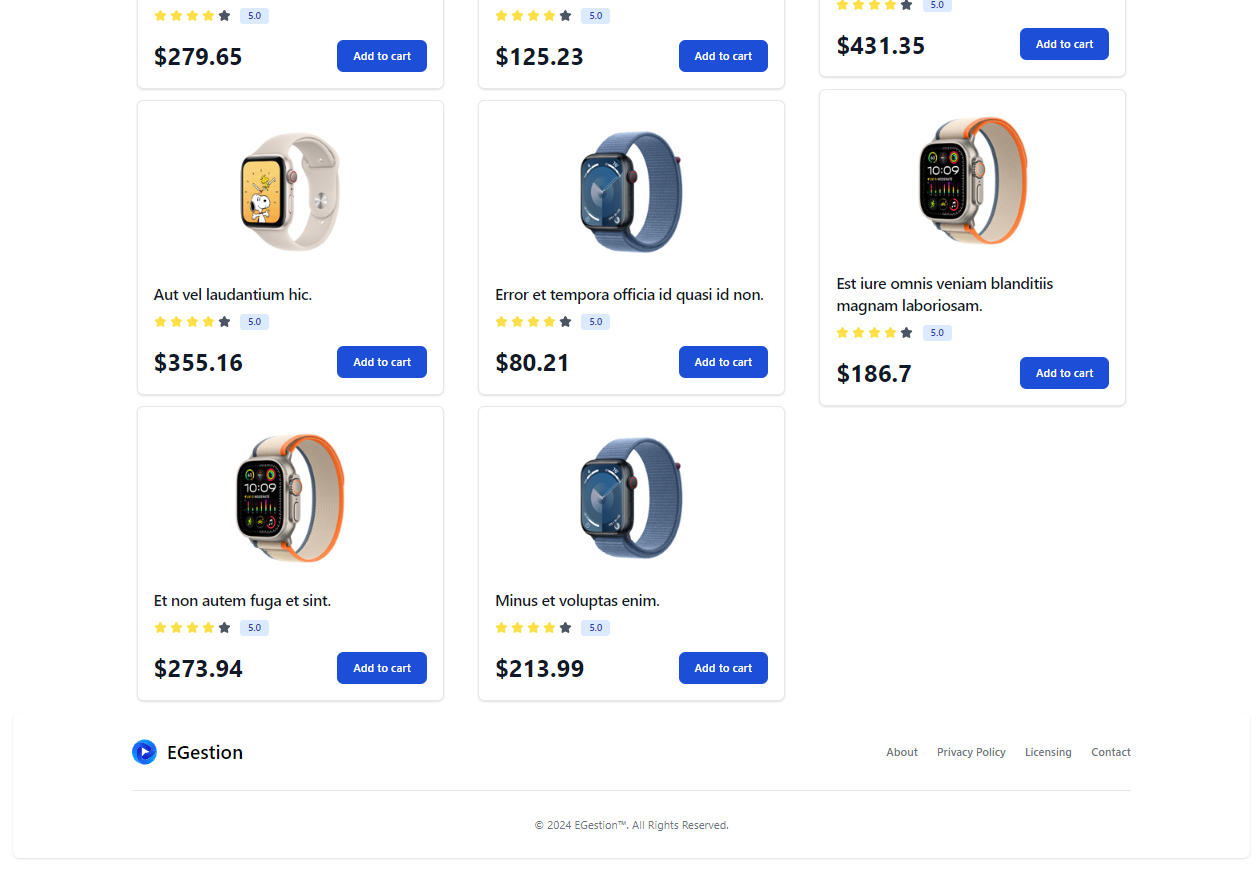 5.0
$279.65
Add to cart
5.0
$125.23
Add to cart
5.0
$431.35
Add to cart
Aut vel laudantium hic.
5.0
$355.16
Add to cart
Error et tempora officia id quasi id non.
5.0
$80.21
Add to cart
10:09
Est iure omnis veniam blanditiis
magnam laboriosam.
5.0
$186.7
Add to cart
10:09
Et non autem fuga et sint.
5.0
$273.94
Add to cart
Minus et voluptas enim.
5.0
$213.99
Add to cart
EGestion
About
Privacy Policy
Licensing
Contact
© 2024 EGestion™. All Rights Reserved.